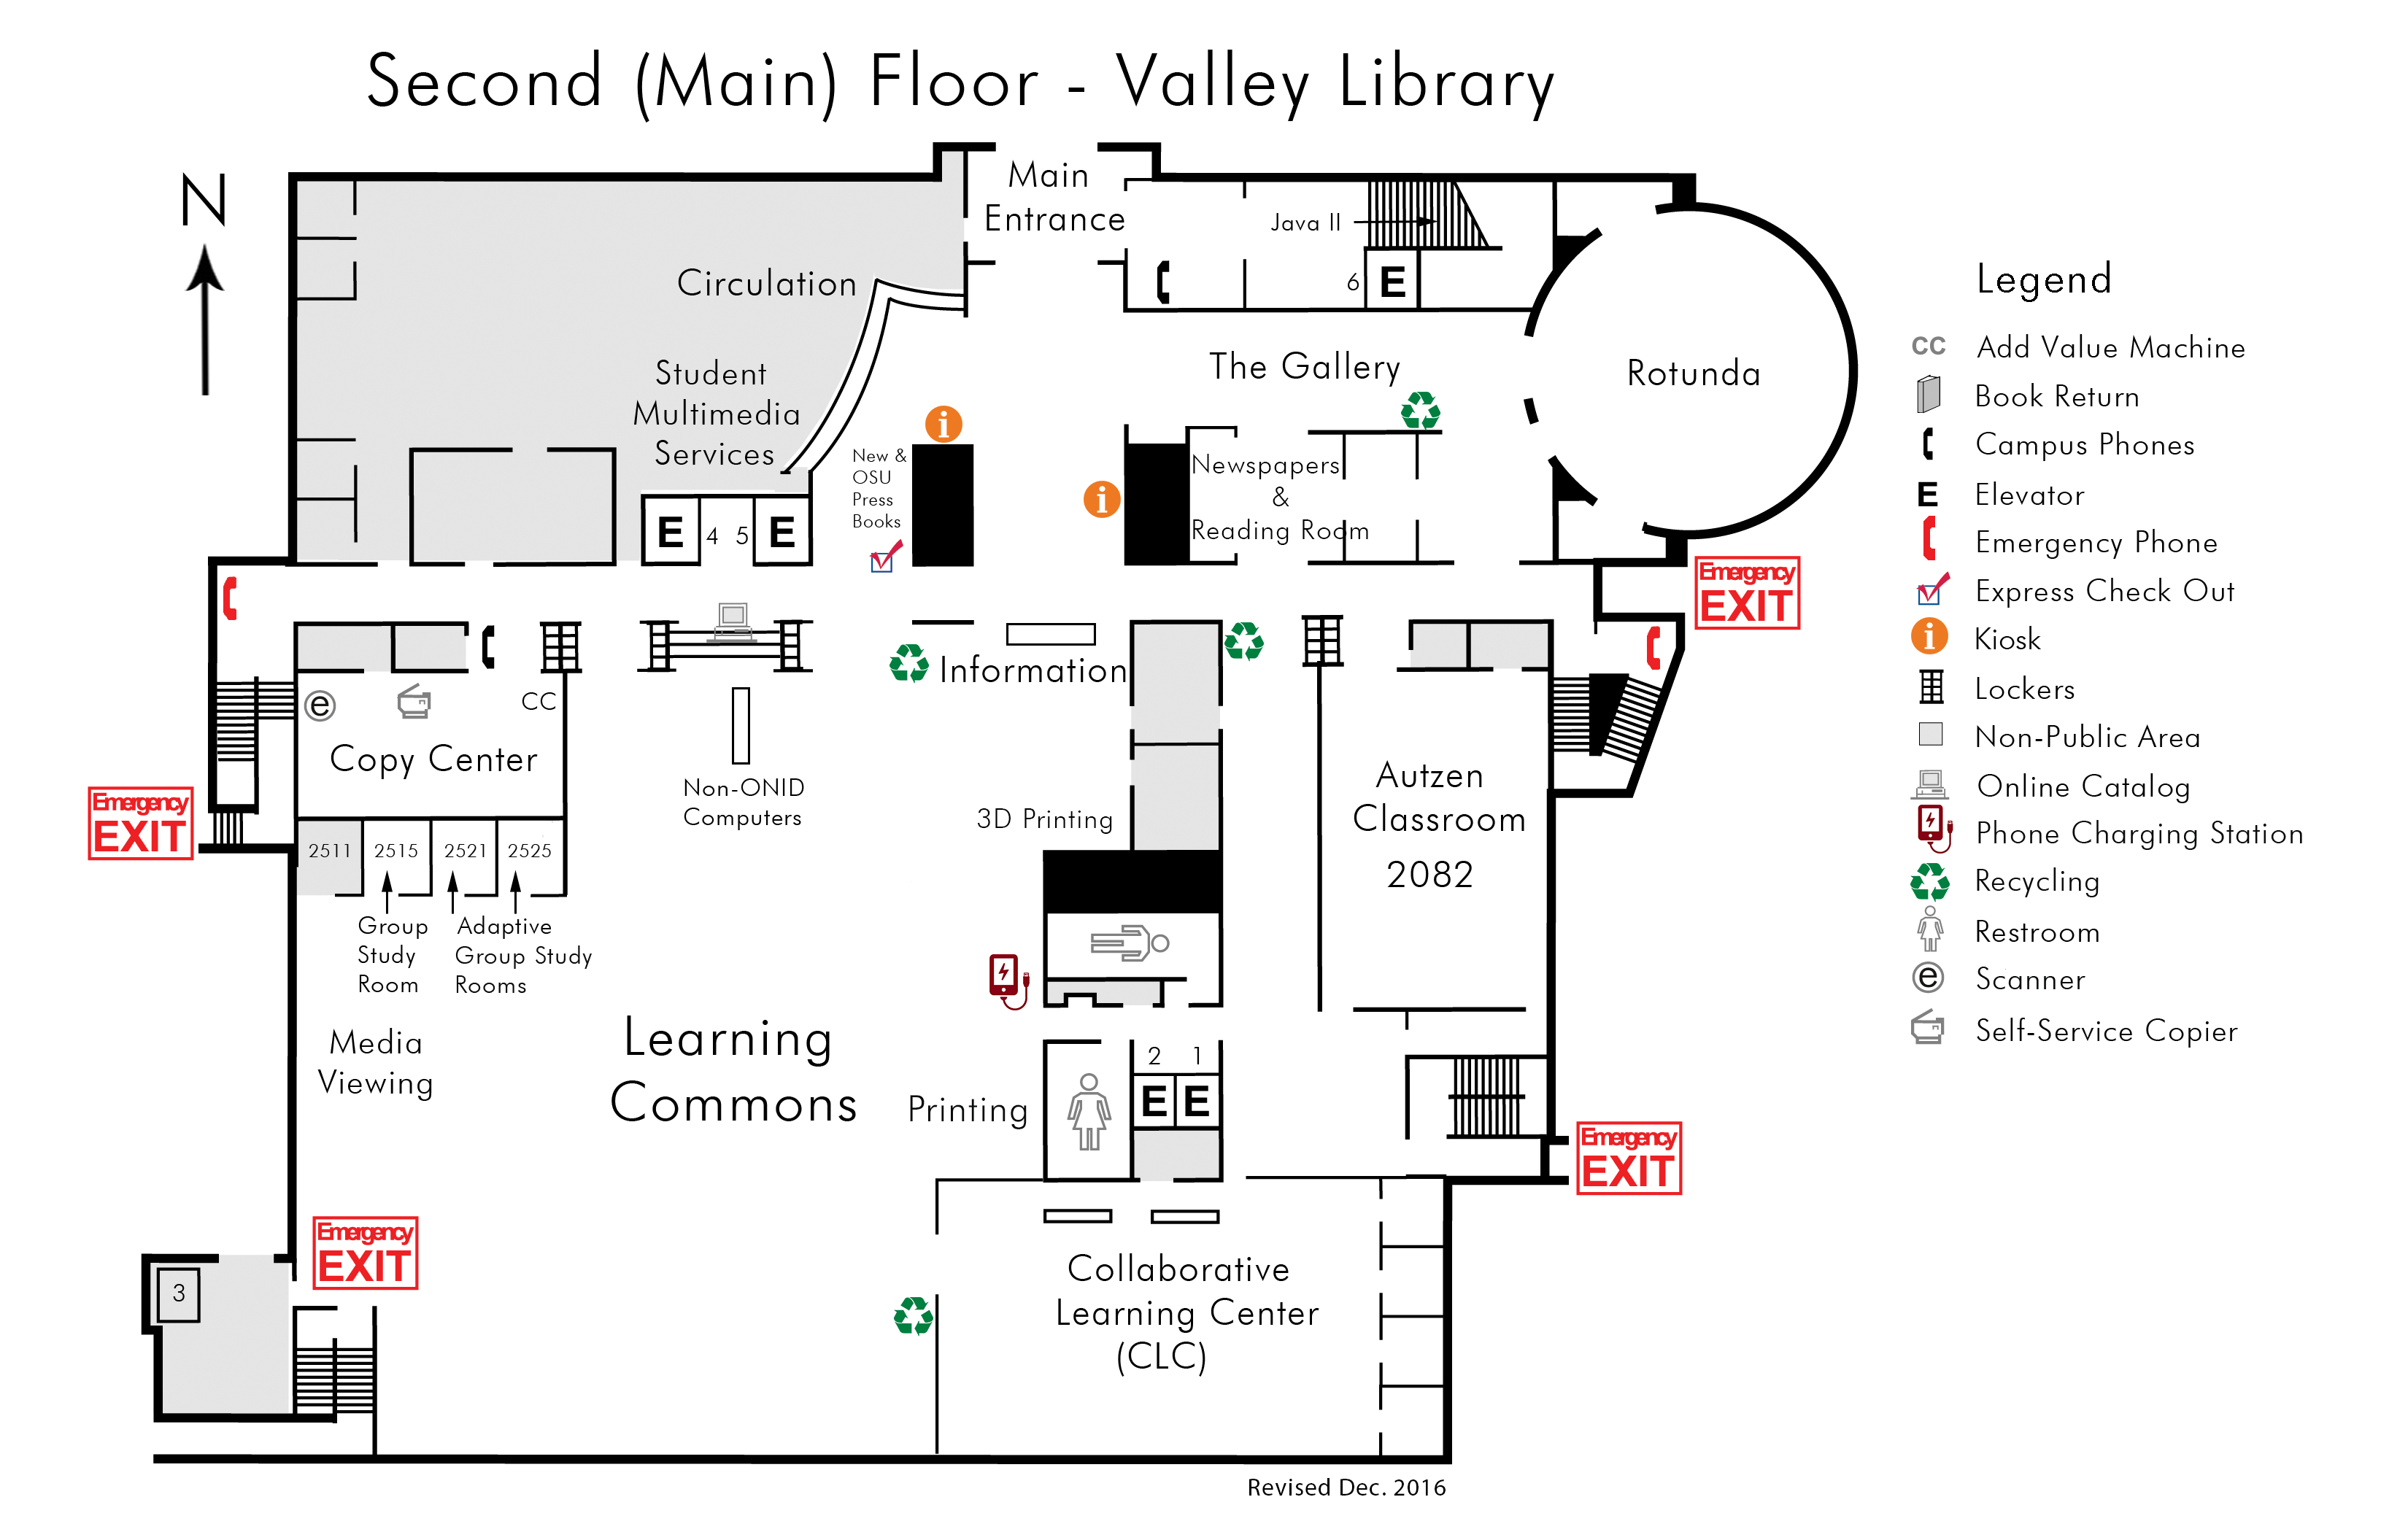 Second (Main) Floor - Valley Library
N
Main
Entrance
Java II
6
E
Circulation
The Gallery
Rotunda
Student
Multimedia
Services
New &
OSU
Press
Books
i
i
Newspapers
&
Reading Room
E
4
5
E
Emergency
EXIT
Information
e
CC
Copy Center
Non-ONID
Computers
3D Printing
Autzen
Classroom
2082
Emergency
EXIT
2511
2515
2521
2525
Group
Study
Room
Adaptive
Group Study
Rooms
Media
Viewing
Learning
Commons
Printing
2
1
E
E
Emergency
EXIT
Emergency
EXIT
3
Collaborative
Learning Center
(CLC)
Revised Dec. 2016
Legend
CC Add Value Machine
Book Return
Campus Phones
E Elevator
Emergency Phone
Express Check Out
i Kiosk
Lockers
Non-Public Area
Online Catalog
Phone Charging Station
Recycling
Restroom
e Scanner
Self-Service Copier